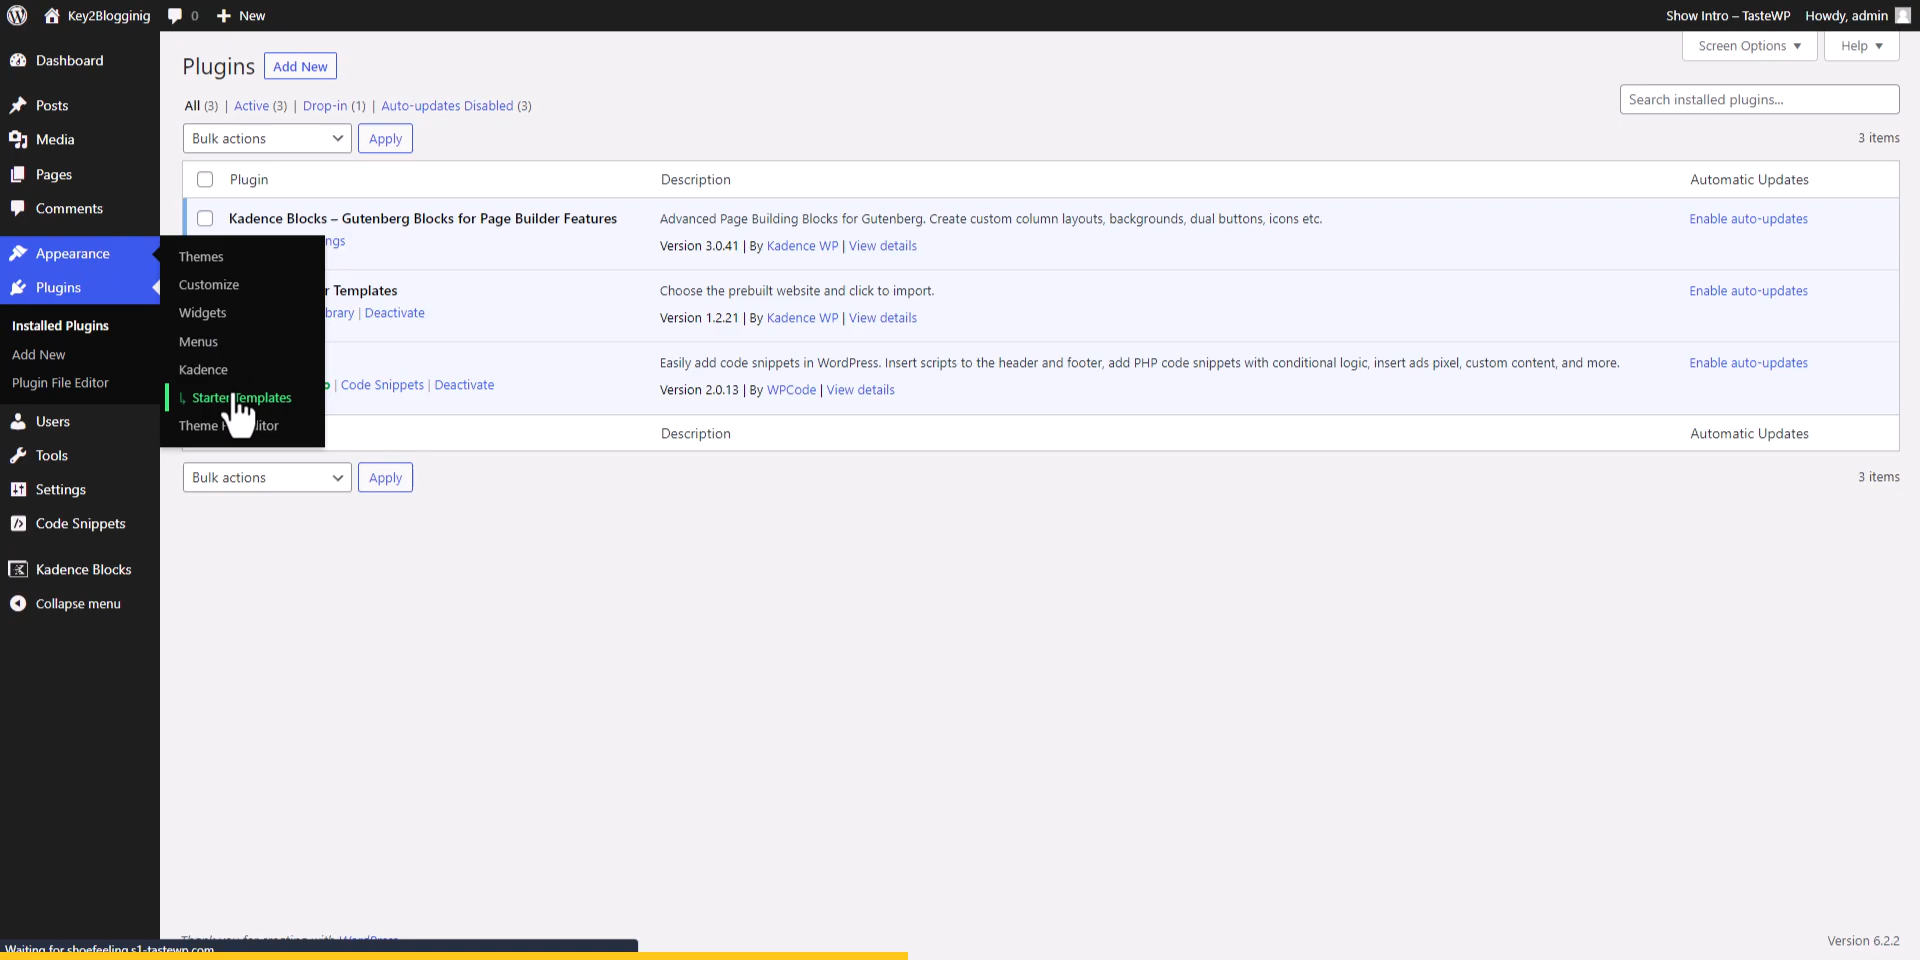 Key2Blogginig 0 New Show Intro – TasteWP Howdy, admin
Screen Options Help
Dashboard
Posts
Media
Pages
Comments
Appearance
Plugins
Installed Plugins
Add New
Plugin File Editor
Users
Tools
Settings
Code Snippets
Kadence Blocks
Collapse menu
Themes
Customize
Widgets
Menus
Kadence
Starter Templates
Theme
Plugins Add New
All (3) | Active (3) | Drop-in (1) | Auto-updates Disabled (3)
Search installed plugins...
Bulk actions Apply 3 items
Plugin Description Automatic Updates
Kadence Blocks – Gutenberg Blocks for Page Builder Features Advanced Page Building Blocks for Gutenberg. Create custom column layouts, backgrounds, dual buttons, icons etc. Enable auto-updates
Version 3.0.41 | By Kadence WP | View details
Templates Choose the prebuilt website and click to import. Enable auto-updates
| Deactivate Version 1.2.21 | By Kadence WP | View details
Easily add code snippets in WordPress. Insert scripts to the header and footer, add PHP code snippets with conditional logic, insert ads pixel, custom content, and more. Enable auto-updates
| Code Snippets | Deactivate Version 2.0.13 | By WPCode | View details
Description Automatic Updates
Bulk actions Apply 3 items
Version 6.2.2
Waiting for shoefeeling.s1-tastewp.com